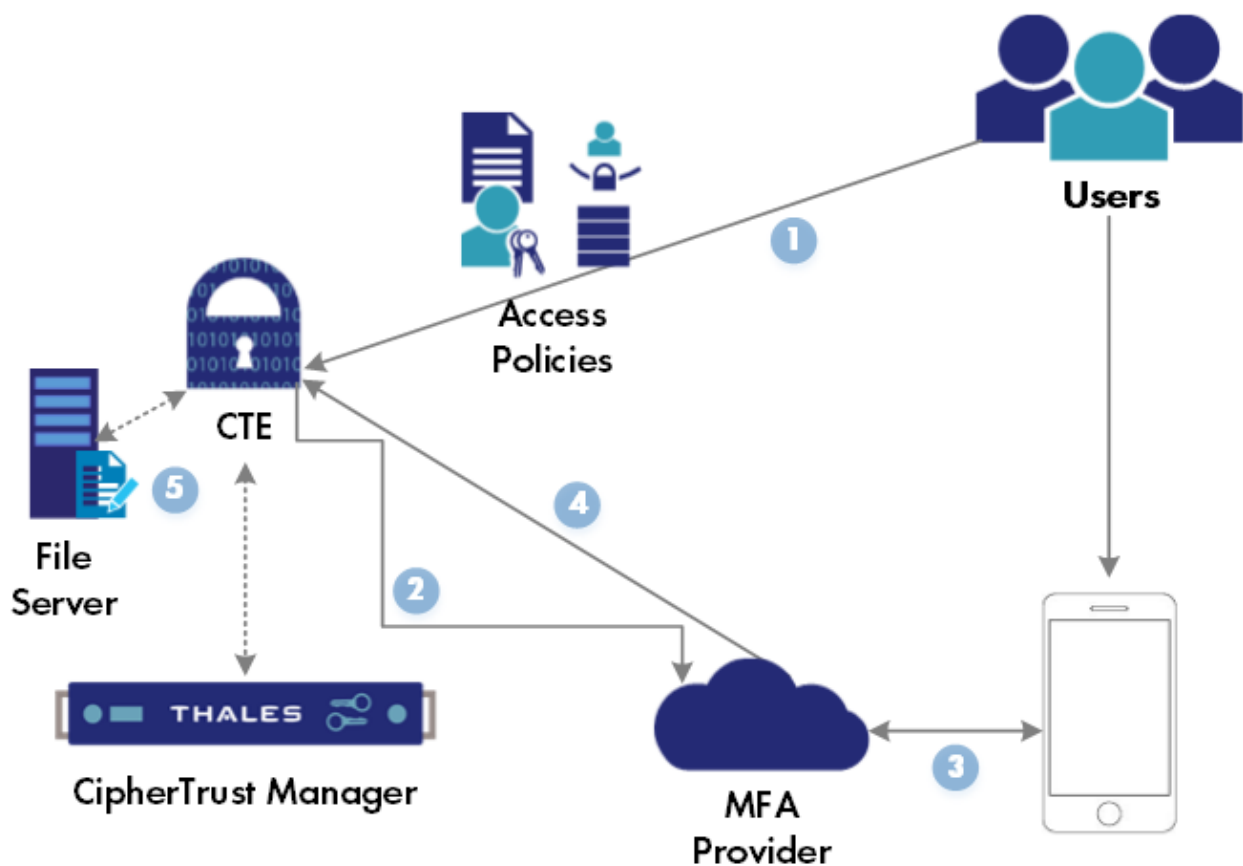 Users
1
Access
Policies
CTE
5
4
File
Server
2
THALES
3
CipherTrust Manager
MFA
Provider